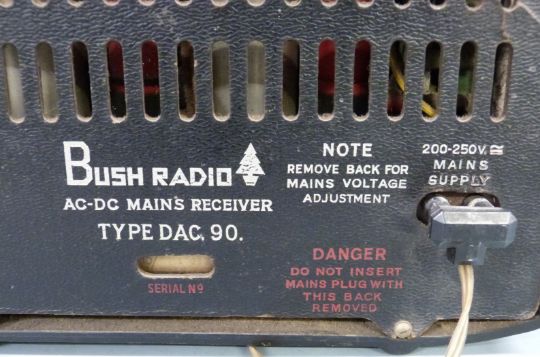 BUSH RADIO
AC-DC MAINS RECEIVER
TYPE DAC, 90.
SERIAL Nº
NOTE
REMOVE BACK FOR
MAINS VOLTAGE
ADJUSTMENT
DANGER
DO NOT INSERT
MAINS PLUG WITH
THIS BACK
REMOVED
200-250V. ≅
MAINS
SUPPLY